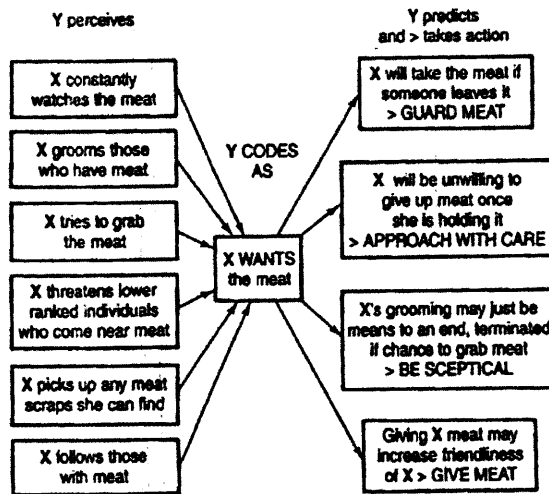 Y perceives
X constantly
watches the meat
X grooms those
who have meat
X tries to grab
the meat
X threatens lower
ranked individuals
who come near meat
X picks up any meat
scraps she can find
X follows those
with meat
Y CODES
AS
X WANTS
the meat
Y predicts
and > takes action
X will take the meat if
someone leaves it
> GUARD MEAT
X will be unwilling to
give up meat once
she is holding it
> APPROACH WITH CARE
X's grooming may just be
means to an end, terminated
if chance to grab meat
> BE SCEPTICAL
Giving X meat may
increase friendliness
of X > GIVE MEAT